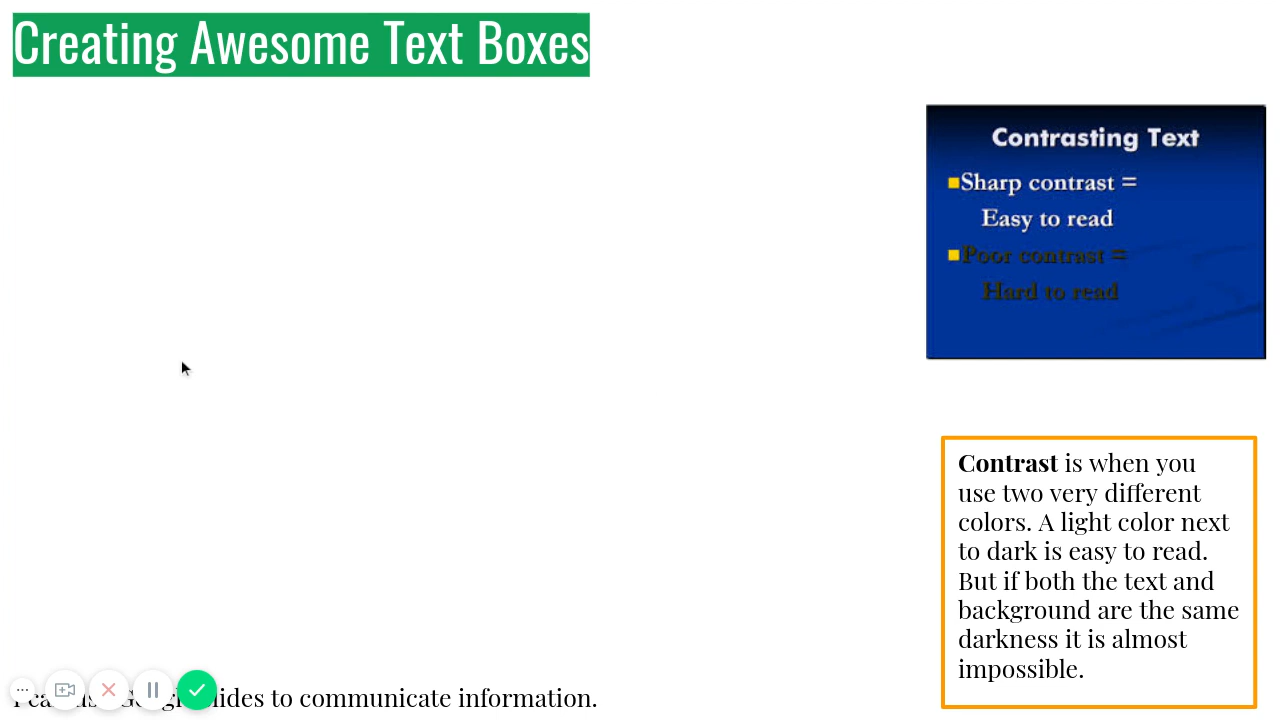 Creating Awesome Text Boxes
Contrasting Text
Sharp contrast =
Easy to read
Poor contrast =
Hard to read
Contrast is when you
use two very different
colors. A light color next
to dark is easy to read.
But if both the text and
background are the same
darkness it is almost
impossible.
to communicate information.